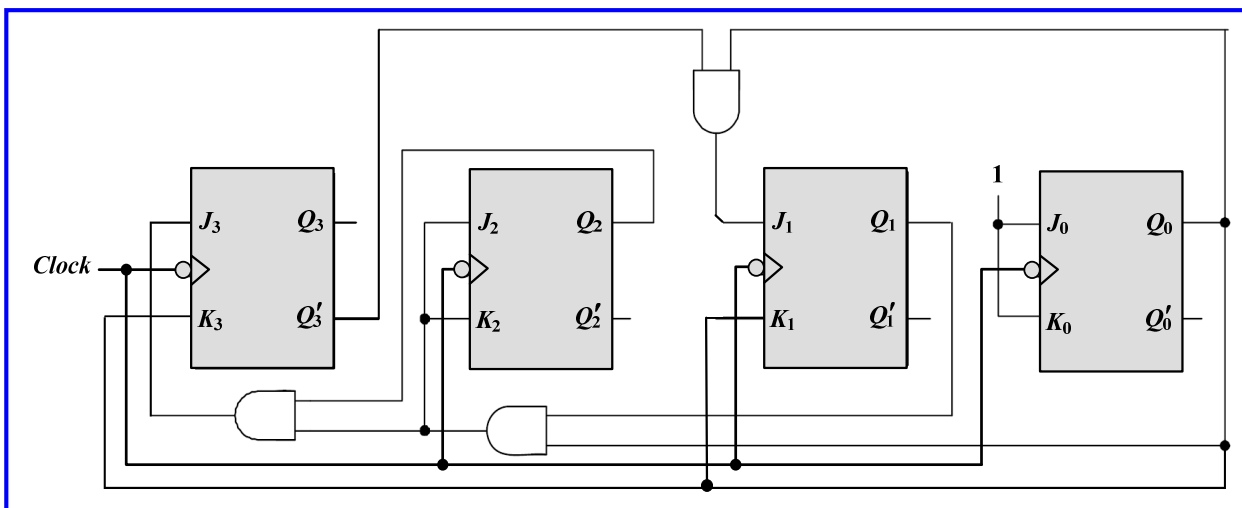 1
J₃ Q₃
J₂ Q₂
J₁ Q₁
J₀ Q₀
Clock
K₃ Q₃′
K₂ Q₂′
K₁ Q₁′
K₀ Q₀′